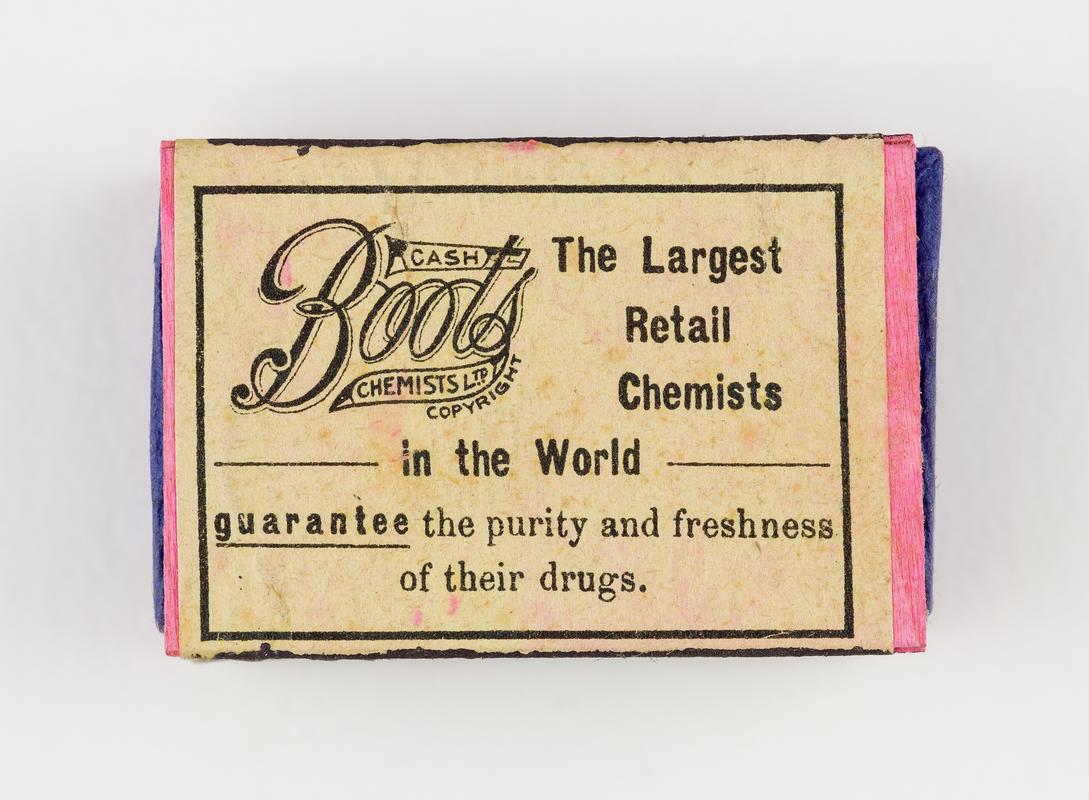 Boots
CASH
CHEMISTS LTD
COPYRIGHT
The Largest
Retail
Chemists
in the World
guarantee the purity and freshness
of their drugs.